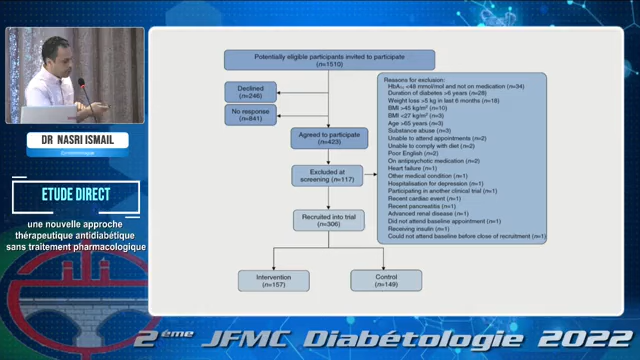 Potentially eligible participants invited to participate
(n=1510)
Declined
(n=246)
No response
(n=841)
Agreed to participate
(n=423)
Excluded at
screening (n=117)
Recruited into trial
(n=306)
Intervention
(n=157)
Control
(n=149)
Reasons for exclusion:
HbA1c <48 mmol/mol and not on medication (n=34)
Duration of diabetes >6 years (n=28)
Weight loss >5 kg in last 6 months (n=18)
BMI >45 kg/m² (n=10)
BMI <27 kg/m² (n=3)
Age >65 years (n=3)
Substance abuse (n=3)
Unable to attend appointments (n=2)
Unable to comply with diet (n=2)
Poor English (n=2)
On antipsychotic medication (n=2)
Heart failure (n=1)
Other medical condition (n=1)
Hospitalisation for depression (n=1)
Participating in another clinical trial (n=1)
Recent cardiac event (n=1)
Recent pancreatitis (n=1)
Advanced renal disease (n=1)
Did not attend baseline appointment (n=1)
Receiving insulin (n=1)
Could not attend baseline before close of recruitment (n=1)
DR NASRI ISMAIL
ETUDE DIRECT
une nouvelle approche
thérapeutique antidiabétique
sans traitement pharmacologique
2ème JFMC Diabétologie 2022